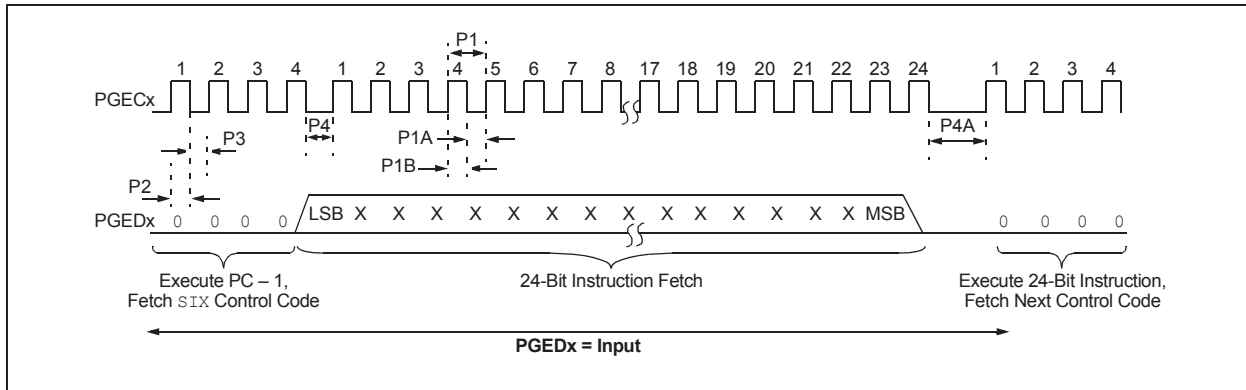 P1
1 2 3 4 1 2 3 4 5 6 7 8 17 18 19 20 21 22 23 24 1 2 3 4
PGECx
P4
P3
P1A
P4A
P1B
P2
PGEDx
0 0 0 0 LSB X X X X X X X X X X X X X X MSB 0 0 0 0
Execute PC – 1,
Fetch SIX Control Code
24-Bit Instruction Fetch
Execute 24-Bit Instruction,
Fetch Next Control Code
PGEDx = Input